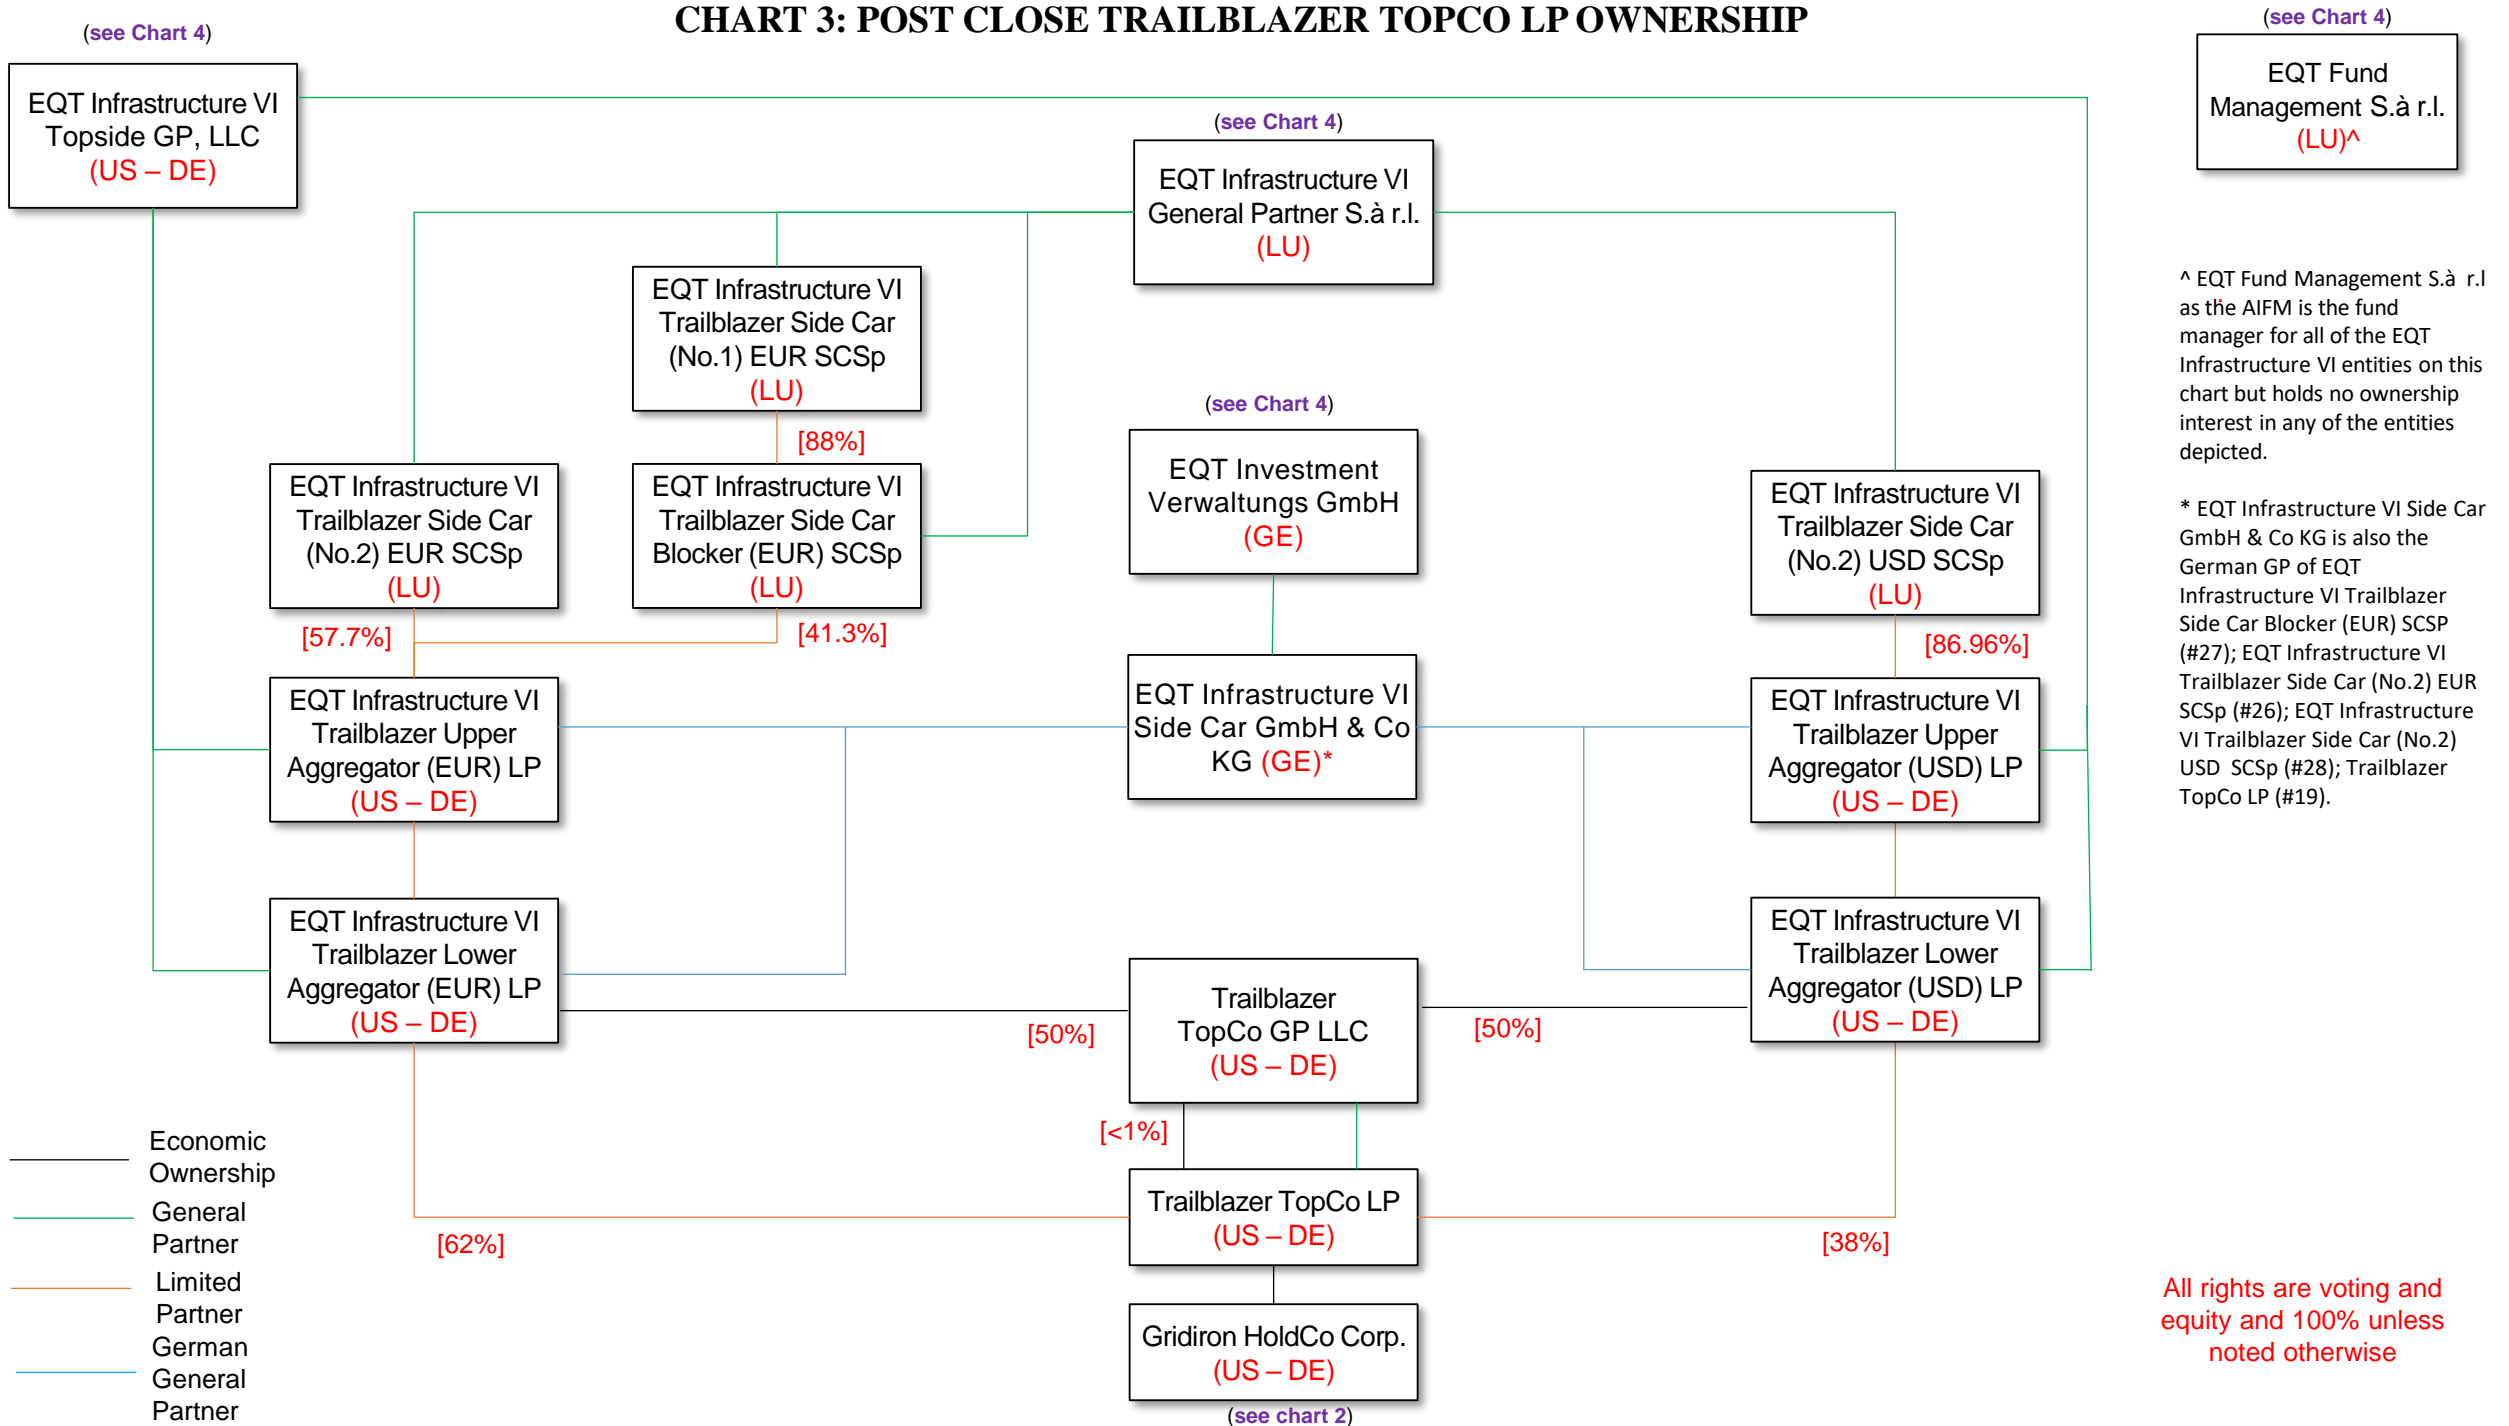 CHART 3: POST CLOSE TRAILBLAZER TOPCO LP OWNERSHIP
(see Chart 4)
EQT Infrastructure VI
Topside GP, LLC
(US – DE)
(see Chart 4)
EQT Infrastructure VI
General Partner S.à r.l.
(LU)
(see Chart 4)
EQT Fund
Management S.à r.l.
(LU)^
EQT Infrastructure VI
Trailblazer Side Car
(No.1) EUR SCSp
(LU)
[88%]
EQT Infrastructure VI
Trailblazer Side Car
(No.2) EUR SCSp
(LU)
[57.7%]
EQT Infrastructure VI
Trailblazer Side Car
Blocker (EUR) SCSp
(LU)
[41.3%]
(see Chart 4)
EQT Investment
Verwaltungs GmbH
(GE)
EQT Infrastructure VI
Trailblazer Side Car
(No.2) USD SCSp
(LU)
[86.96%]
EQT Infrastructure VI
Trailblazer Upper
Aggregator (EUR) LP
(US – DE)
EQT Infrastructure VI
Side Car GmbH & Co
KG (GE)*
EQT Infrastructure VI
Trailblazer Upper
Aggregator (USD) LP
(US – DE)
EQT Infrastructure VI
Trailblazer Lower
Aggregator (EUR) LP
(US – DE)
[50%]
Trailblazer
TopCo GP LLC
(US – DE)
[50%]
EQT Infrastructure VI
Trailblazer Lower
Aggregator (USD) LP
(US – DE)
[<1%]
[62%]
Trailblazer TopCo LP
(US – DE)
[38%]
Gridiron HoldCo Corp.
(US – DE)
(see chart 2)
^ EQT Fund Management S.à r.l
as the AIFM is the fund
manager for all of the EQT
Infrastructure VI entities on this
chart but holds no ownership
interest in any of the entities
depicted.
* EQT Infrastructure VI Side Car
GmbH & Co KG is also the
German GP of EQT
Infrastructure VI Trailblazer
Side Car Blocker (EUR) SCSP
(#27); EQT Infrastructure VI
Trailblazer Side Car (No.2) EUR
SCSp (#26); EQT Infrastructure
VI Trailblazer Side Car (No.2)
USD SCSp (#28); Trailblazer
TopCo LP (#19).
Economic
Ownership
General
Partner
Limited
Partner
German
General
Partner
All rights are voting and
equity and 100% unless
noted otherwise